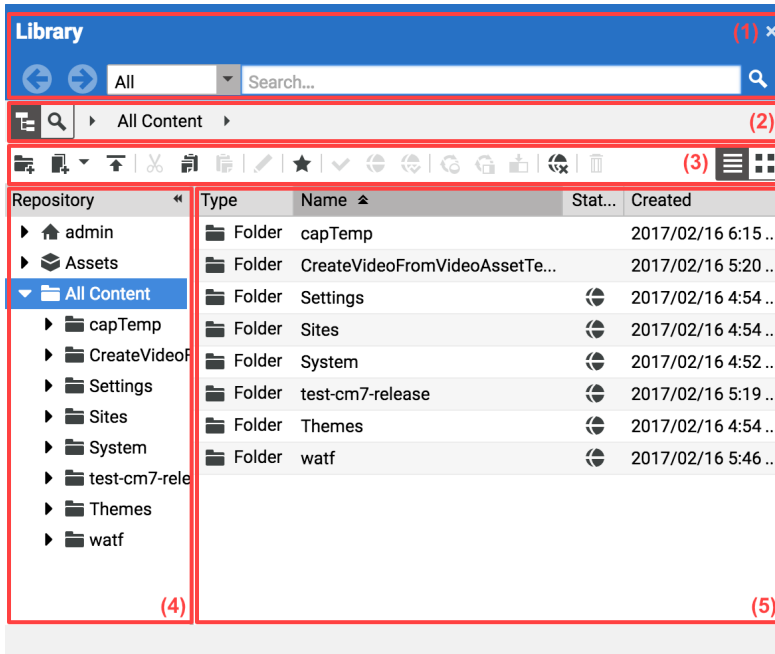 Library (1)
All Search...
All Content (2)
(3)
Repository Type Name Stat... Created
admin Folder capTemp 2017/02/16 6:15 ..
Assets Folder CreateVideoFromVideoAssetTe... 2017/02/16 5:20 ..
All Content Folder Settings 2017/02/16 4:54 ..
capTemp Folder Sites 2017/02/16 4:54 ..
CreateVideoF Folder System 2017/02/16 4:52 ..
Settings Folder test-cm7-release 2017/02/16 5:19 ..
Sites Folder Themes 2017/02/16 4:54 ..
System Folder watf 2017/02/16 5:46 ..
test-cm7-rele
Themes
watf
(4) (5)